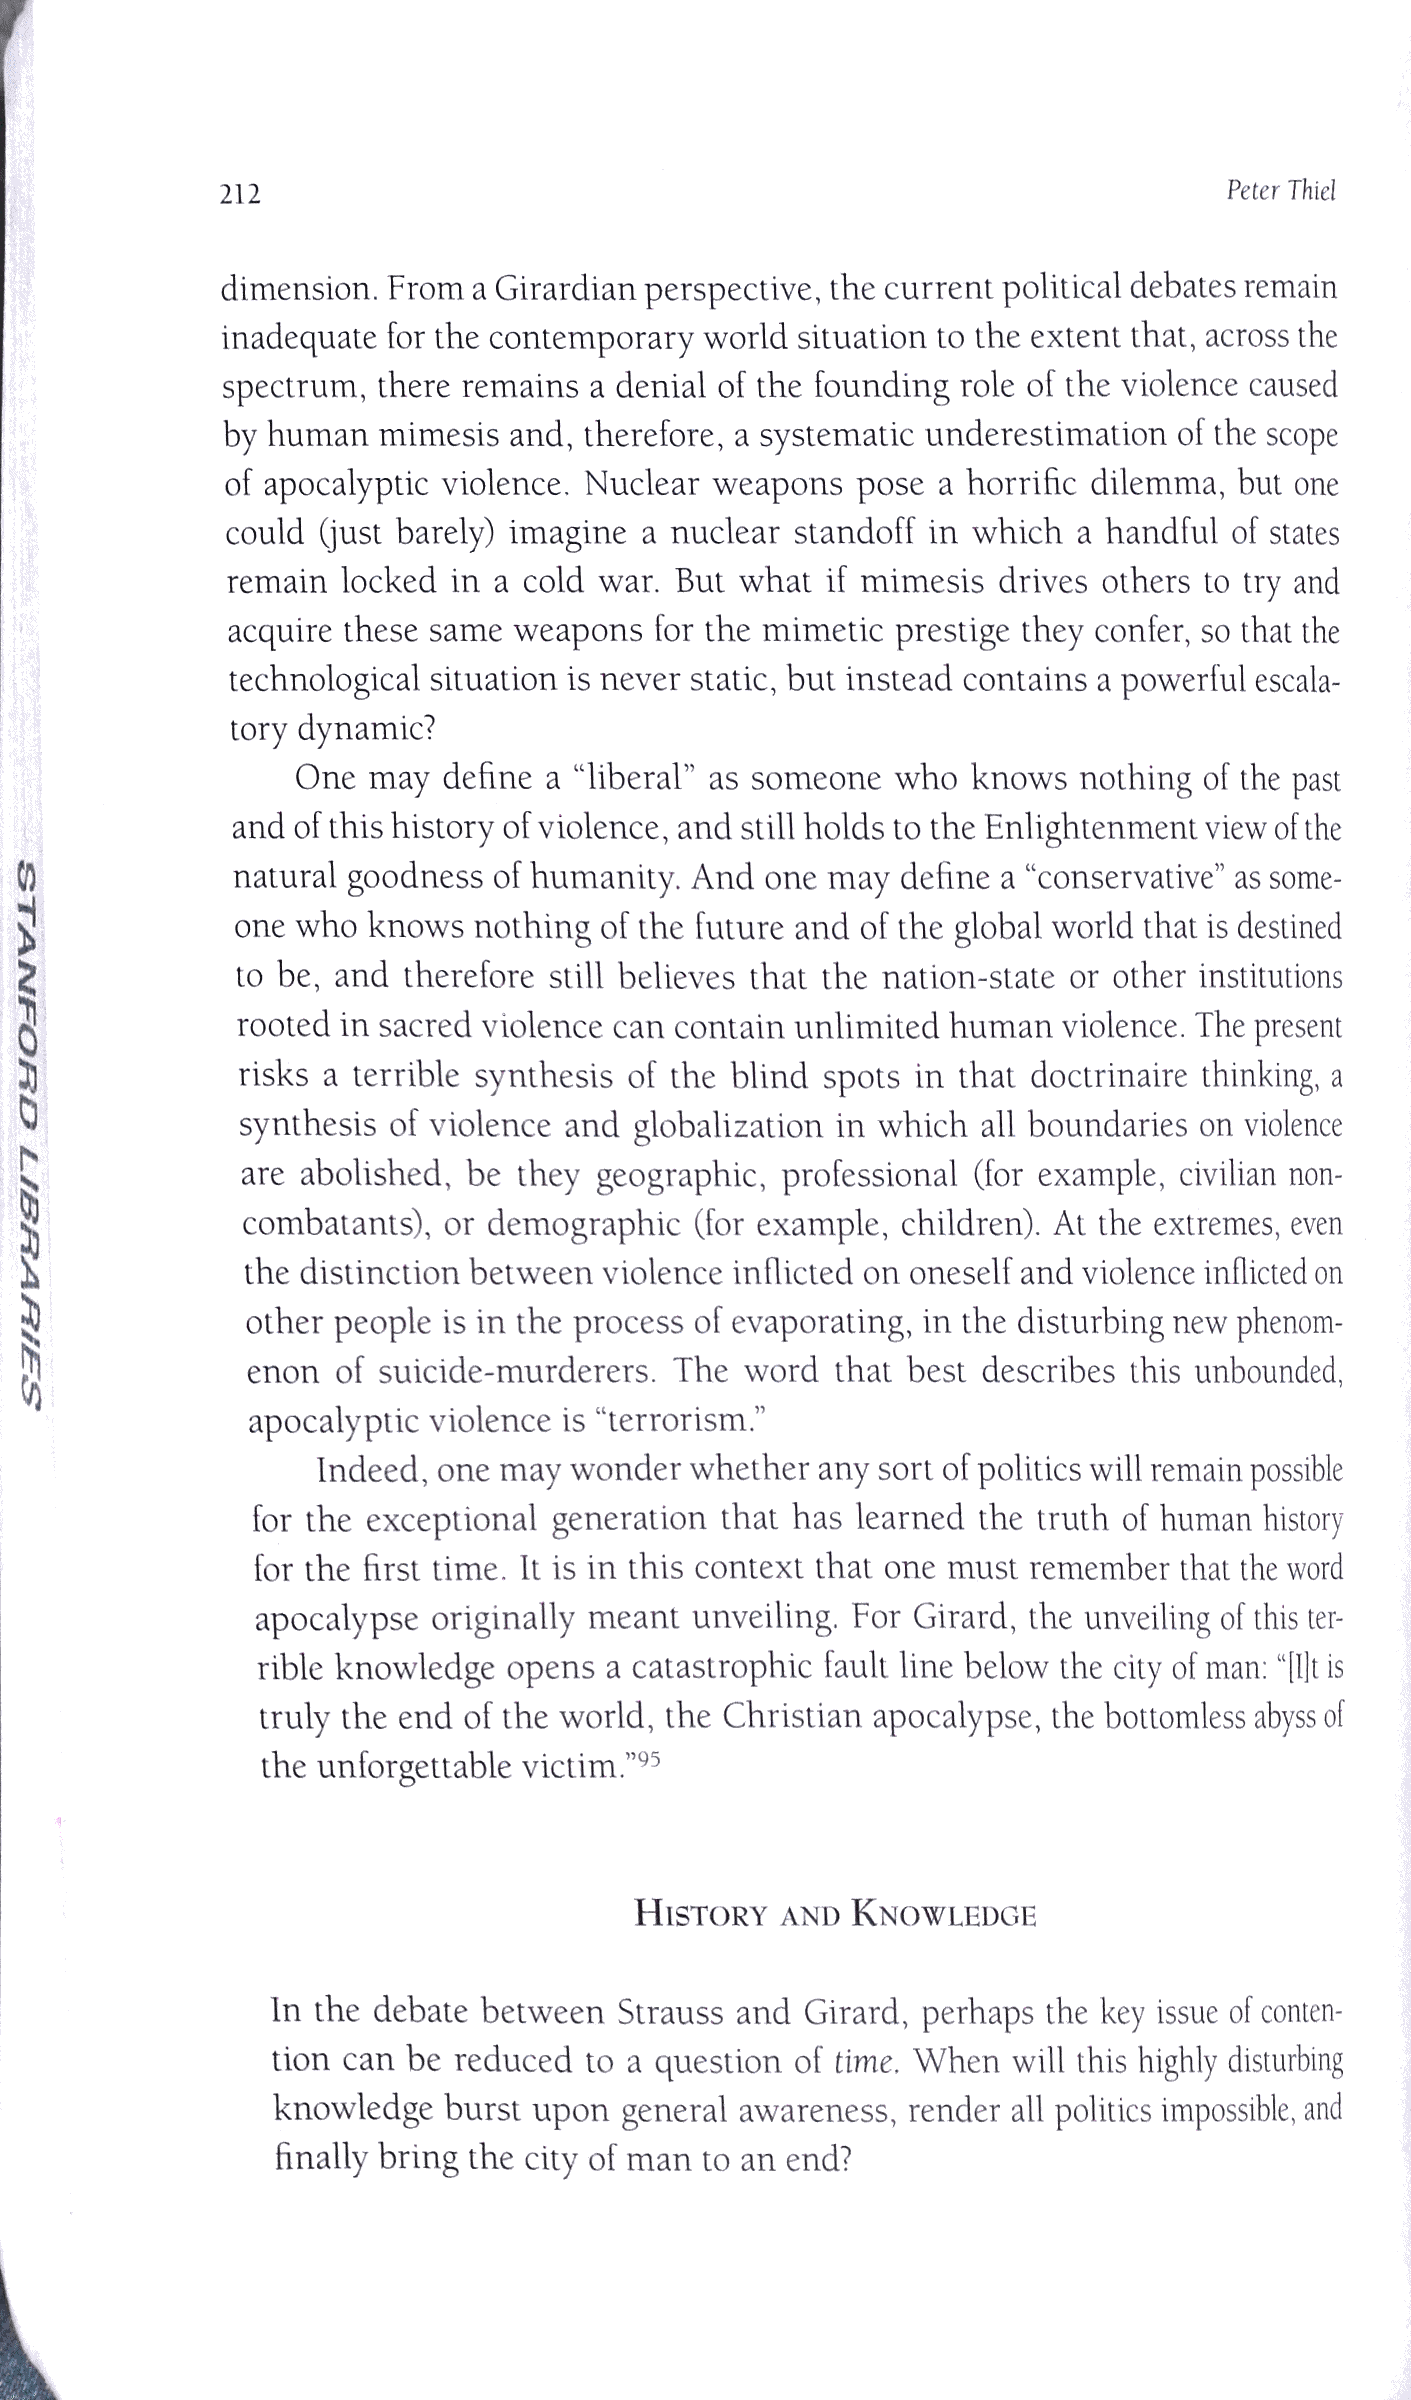 212
Peter Thiel
dimension. From a Girardian perspective, the current political debates remain
inadequate for the contemporary world situation to the extent that, across the
spectrum, there remains a denial of the founding role of the violence caused
by human mimesis and, therefore, a systematic underestimation of the scope
of apocalyptic violence. Nuclear weapons pose a horrific dilemma, but one
could (just barely) imagine a nuclear standoff in which a handful of states
remain locked in a cold war. But what if mimesis drives others to try and
acquire these same weapons for the mimetic prestige they confer, so that the
technological situation is never static, but instead contains a powerful escala-
tory dynamic?
One may define a “liberal” as someone who knows nothing of the past
and of this history of violence, and still holds to the Enlightenment view of the
natural goodness of humanity. And one may define a “conservative” as some-
one who knows nothing of the future and of the global world that is destined
to be, and therefore still believes that the nation-state or other institutions
rooted in sacred violence can contain unlimited human violence. The present
risks a terrible synthesis of the blind spots in that doctrinaire thinking, a
synthesis of violence and globalization in which all boundaries on violence
are abolished, be they geographic, professional (for example, civilian non-
combatants), or demographic (for example, children). At the extremes, even
the distinction between violence inflicted on oneself and violence inflicted on
other people is in the process of evaporating, in the disturbing new phenom-
enon of suicide-murderers. The word that best describes this unbounded,
apocalyptic violence is “terrorism.”
Indeed, one may wonder whether any sort of politics will remain possible
for the exceptional generation that has learned the truth of human history
for the first time. It is in this context that one must remember that the word
apocalypse originally meant unveiling. For Girard, the unveiling of this ter-
rible knowledge opens a catastrophic fault line below the city of man: “[I]t is
truly the end of the world, the Christian apocalypse, the bottomless abyss of
the unforgettable victim.”95
HISTORY AND KNOWLEDGE
In the debate between Strauss and Girard, perhaps the key issue of conten-
tion can be reduced to a question of time. When will this highly disturbing
knowledge burst upon general awareness, render all politics impossible, and
finally bring the city of man to an end?
STANFORD LIBRARIES